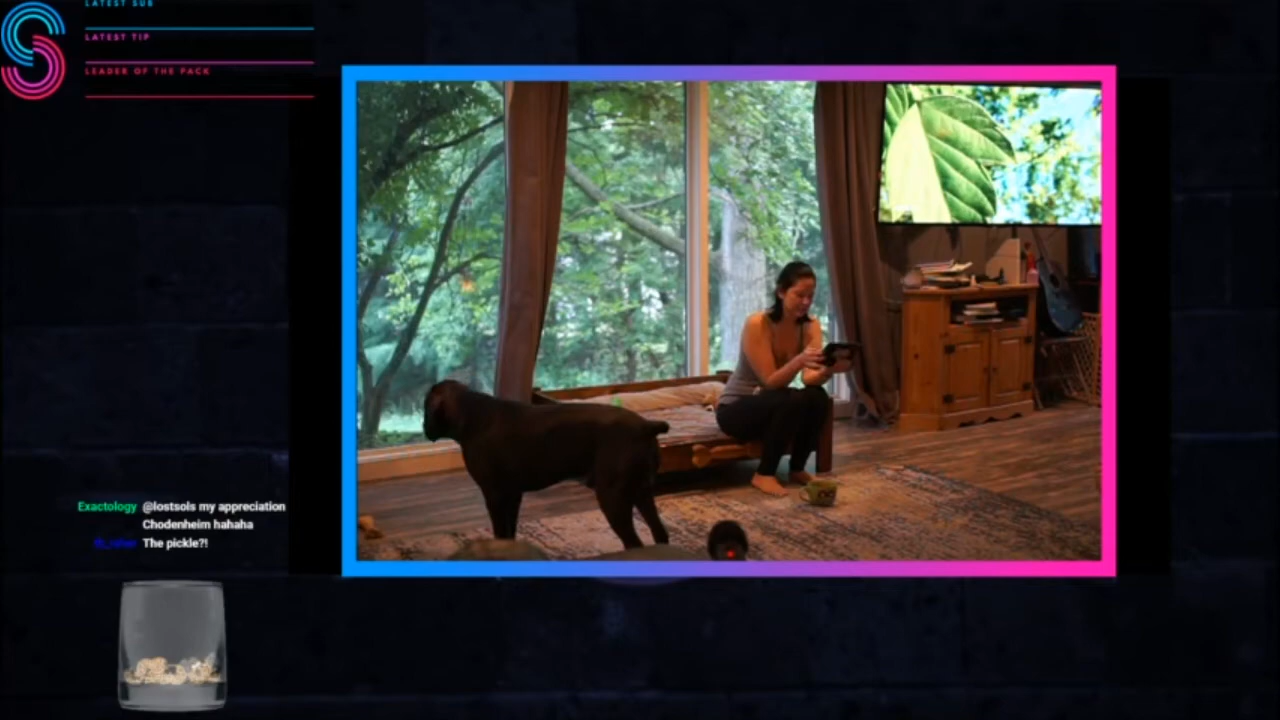 LATEST SUB
LATEST TIP
LEADER OF THE PACK
Exactology @lostsols my appreciation
Chodenheim hahaha
The pickle?!